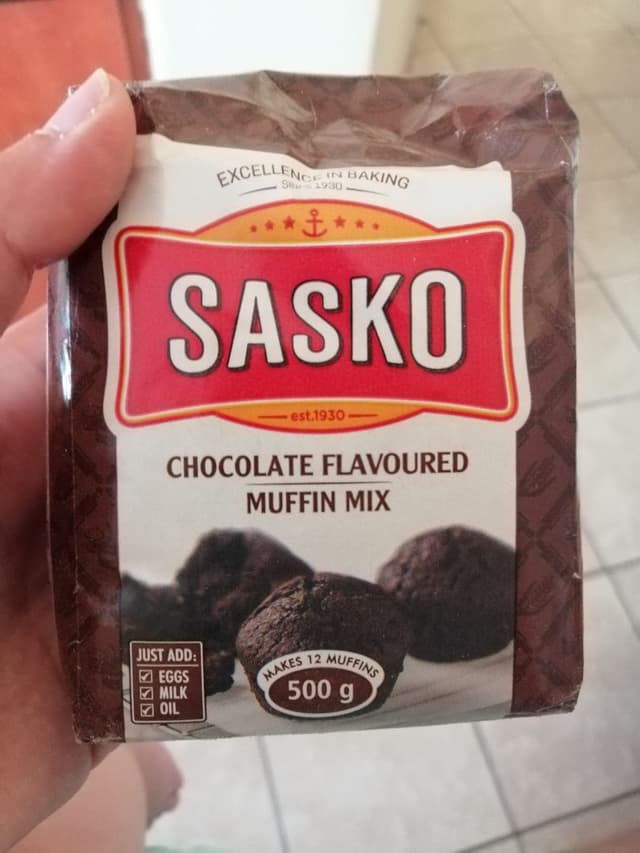 EXCELLENCE IN BAKING
1930
SASKO
est.1930
CHOCOLATE FLAVOURED
MUFFIN MIX
JUST ADD:
EGGS
MILK
OIL
MAKES 12 MUFFINS
500 g